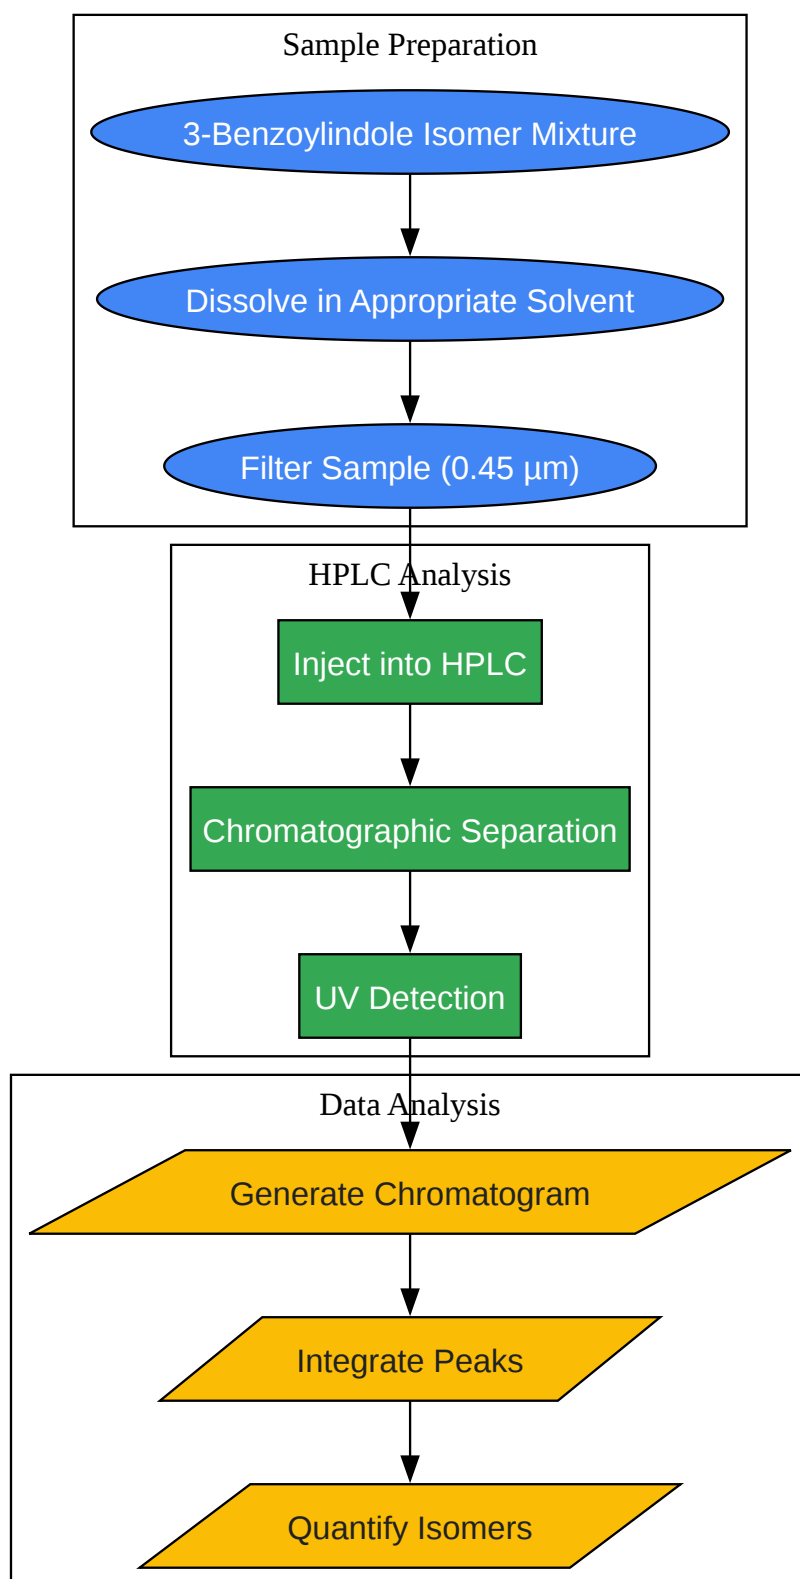 Sample Preparation
3-Benzoylindole Isomer Mixture
Dissolve in Appropriate Solvent
Filter Sample (0.45 µm)
HPLC Analysis
Inject into HPLC
Chromatographic Separation
UV Detection
Data Analysis
Generate Chromatogram
Integrate Peaks
Quantify Isomers